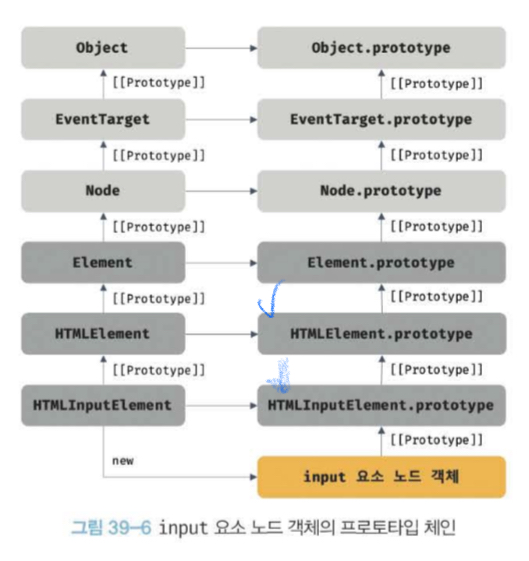 Object Object.prototype
[[Prototype]] [[Prototype]]
EventTarget EventTarget.prototype
[[Prototype]] [[Prototype]]
Node Node.prototype
[[Prototype]] [[Prototype]]
Element Element.prototype
[[Prototype]] [[Prototype]]
HTMLElement HTMLElement.prototype
[[Prototype]] [[Prototype]]
HTMLInputElement HTMLInputElement.prototype
[[Prototype]]
new
input 요소 노드 객체
그림 39-6 input 요소 노드 객체의 프로토타입 체인